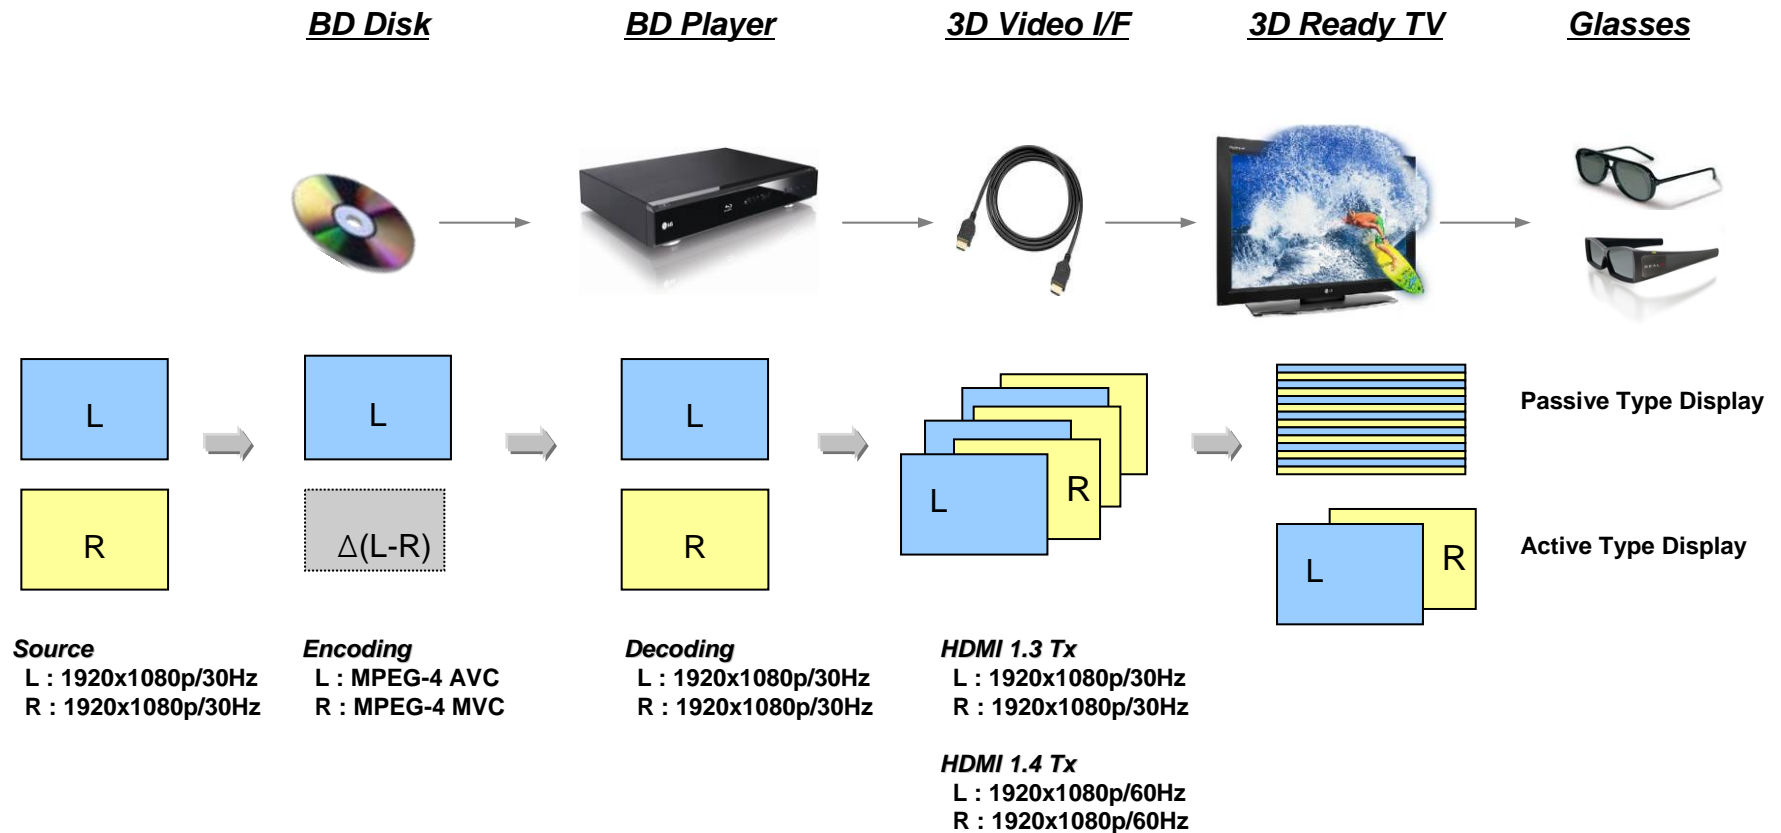 BD Disk
BD Player
3D Video I/F
3D Ready TV
Glasses
LG
L
L
L
L
R
Passive Type Display
R
Δ(L-R)
R
L
R
Active Type Display
Source
L : 1920x1080p/30Hz
R : 1920x1080p/30Hz
Encoding
L : MPEG-4 AVC
R : MPEG-4 MVC
Decoding
L : 1920x1080p/30Hz
R : 1920x1080p/30Hz
HDMI 1.3 Tx
L : 1920x1080p/30Hz
R : 1920x1080p/30Hz
HDMI 1.4 Tx
L : 1920x1080p/60Hz
R : 1920x1080p/60Hz